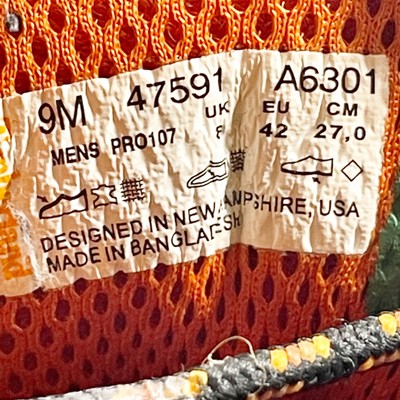 9M 47591 A6301
MENS PRO107 UK EU CM
8 42 27,0
DESIGNED IN NEW HAMPSHIRE, USA
MADE IN BANGLADESH